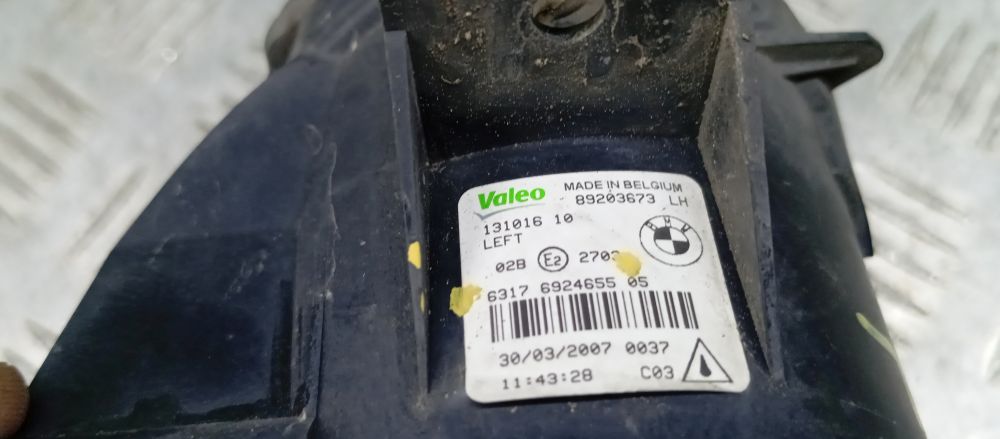 Valeo MADE IN BELGIUM
89203673 LH
131016 10
LEFT
BMW
02B E2
6317 6924655 05
30/03/2007 0037
11:43:28 C03